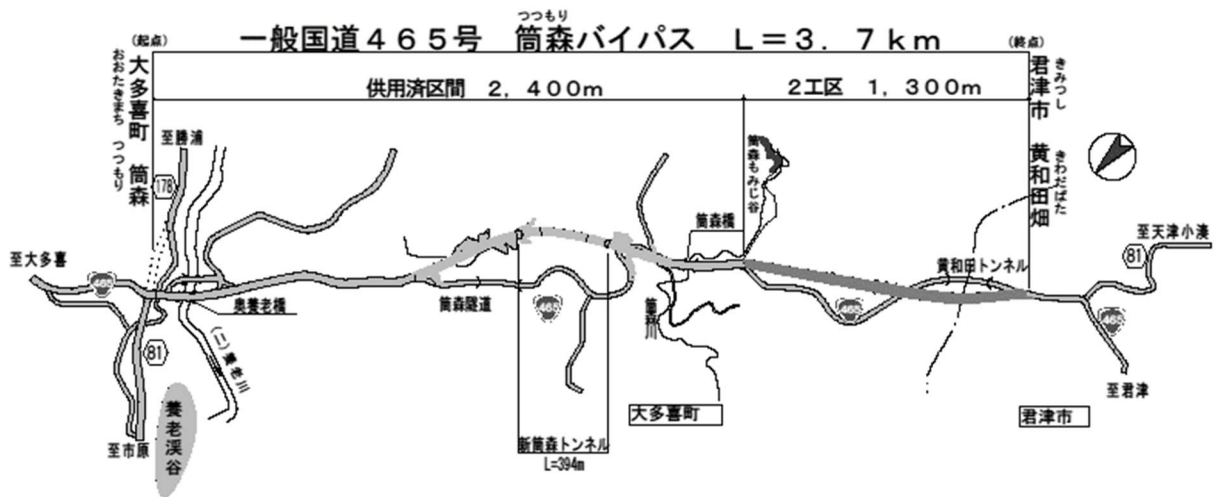 つつもり
一般国道465号 筒森バイパス L=3.7km
(起点)
(終点)
大多喜町 筒森
おおたきまち つつもり
供用済区間 2,400m
2工区 1,300m
君津市 黄和田畑
きみつし きわだばた
至勝浦
178
筒森もみじ谷
筒森橋
至大多喜
465
奥養老橋
筒森隧道
465
筒森川
黄和田トンネル
465
至天津小湊
81
465
81
(二)養老川
至市原
養老渓谷
新筒森トンネル
L=394m
大多喜町
君津市
至君津